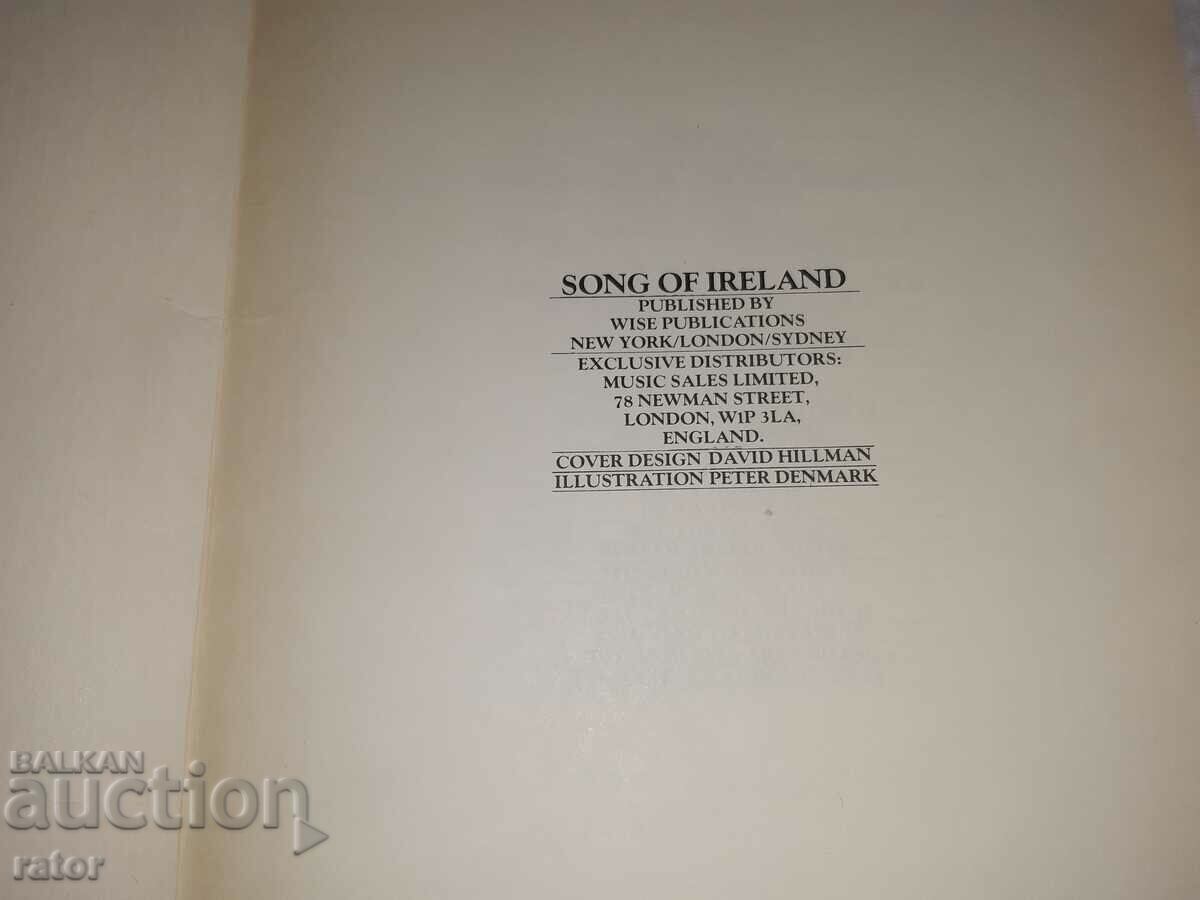 SONG OF IRELAND
PUBLISHED BY
WISE PUBLICATIONS
NEW YORK/LONDON/SYDNEY
EXCLUSIVE DISTRIBUTORS:
MUSIC SALES LIMITED,
78 NEWMAN STREET,
LONDON, W1P 3LA,
ENGLAND.
COVER DESIGN DAVID HILLMAN
ILLUSTRATION PETER DENMARK
BALKAN
auction
rator